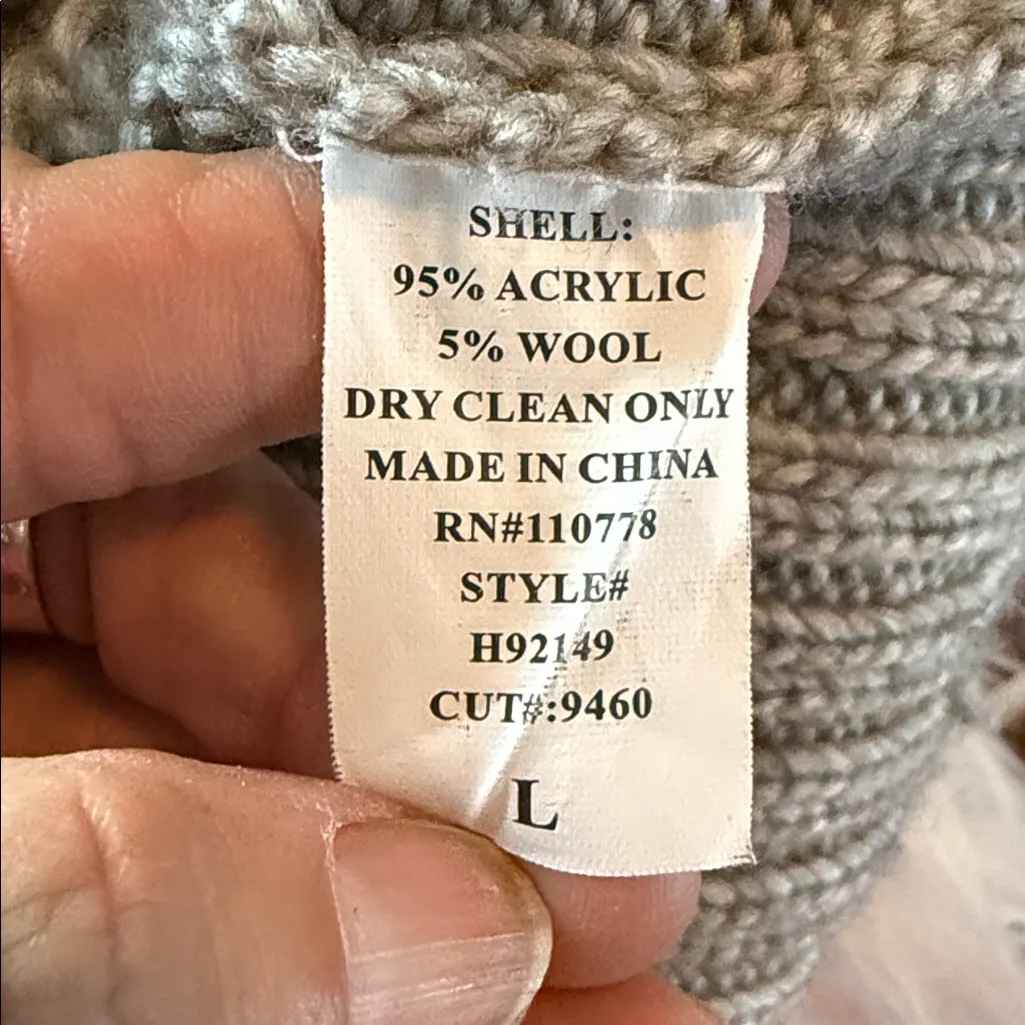 SHELL:
95% ACRYLIC
5% WOOL
DRY CLEAN ONLY
MADE IN CHINA
RN#110778
STYLE#
H92149
CUT#:9460
L